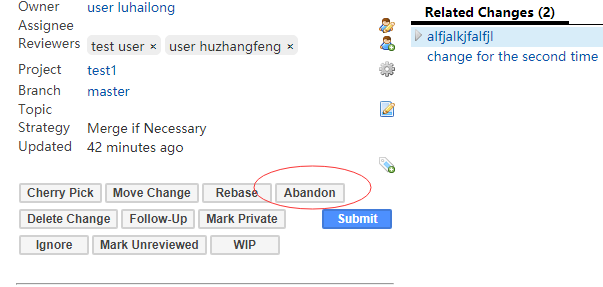 Owner user luhailong
Assignee
Reviewers test user × user huzhangfeng ×
Project test1
Branch master
Topic
Strategy Merge if Necessary
Updated 42 minutes ago
Cherry Pick Move Change Rebase Abandon
Delete Change Follow-Up Mark Private Submit
Ignore Mark Unreviewed WIP
Related Changes (2)
alfjalkjfalfjl
change for the second time